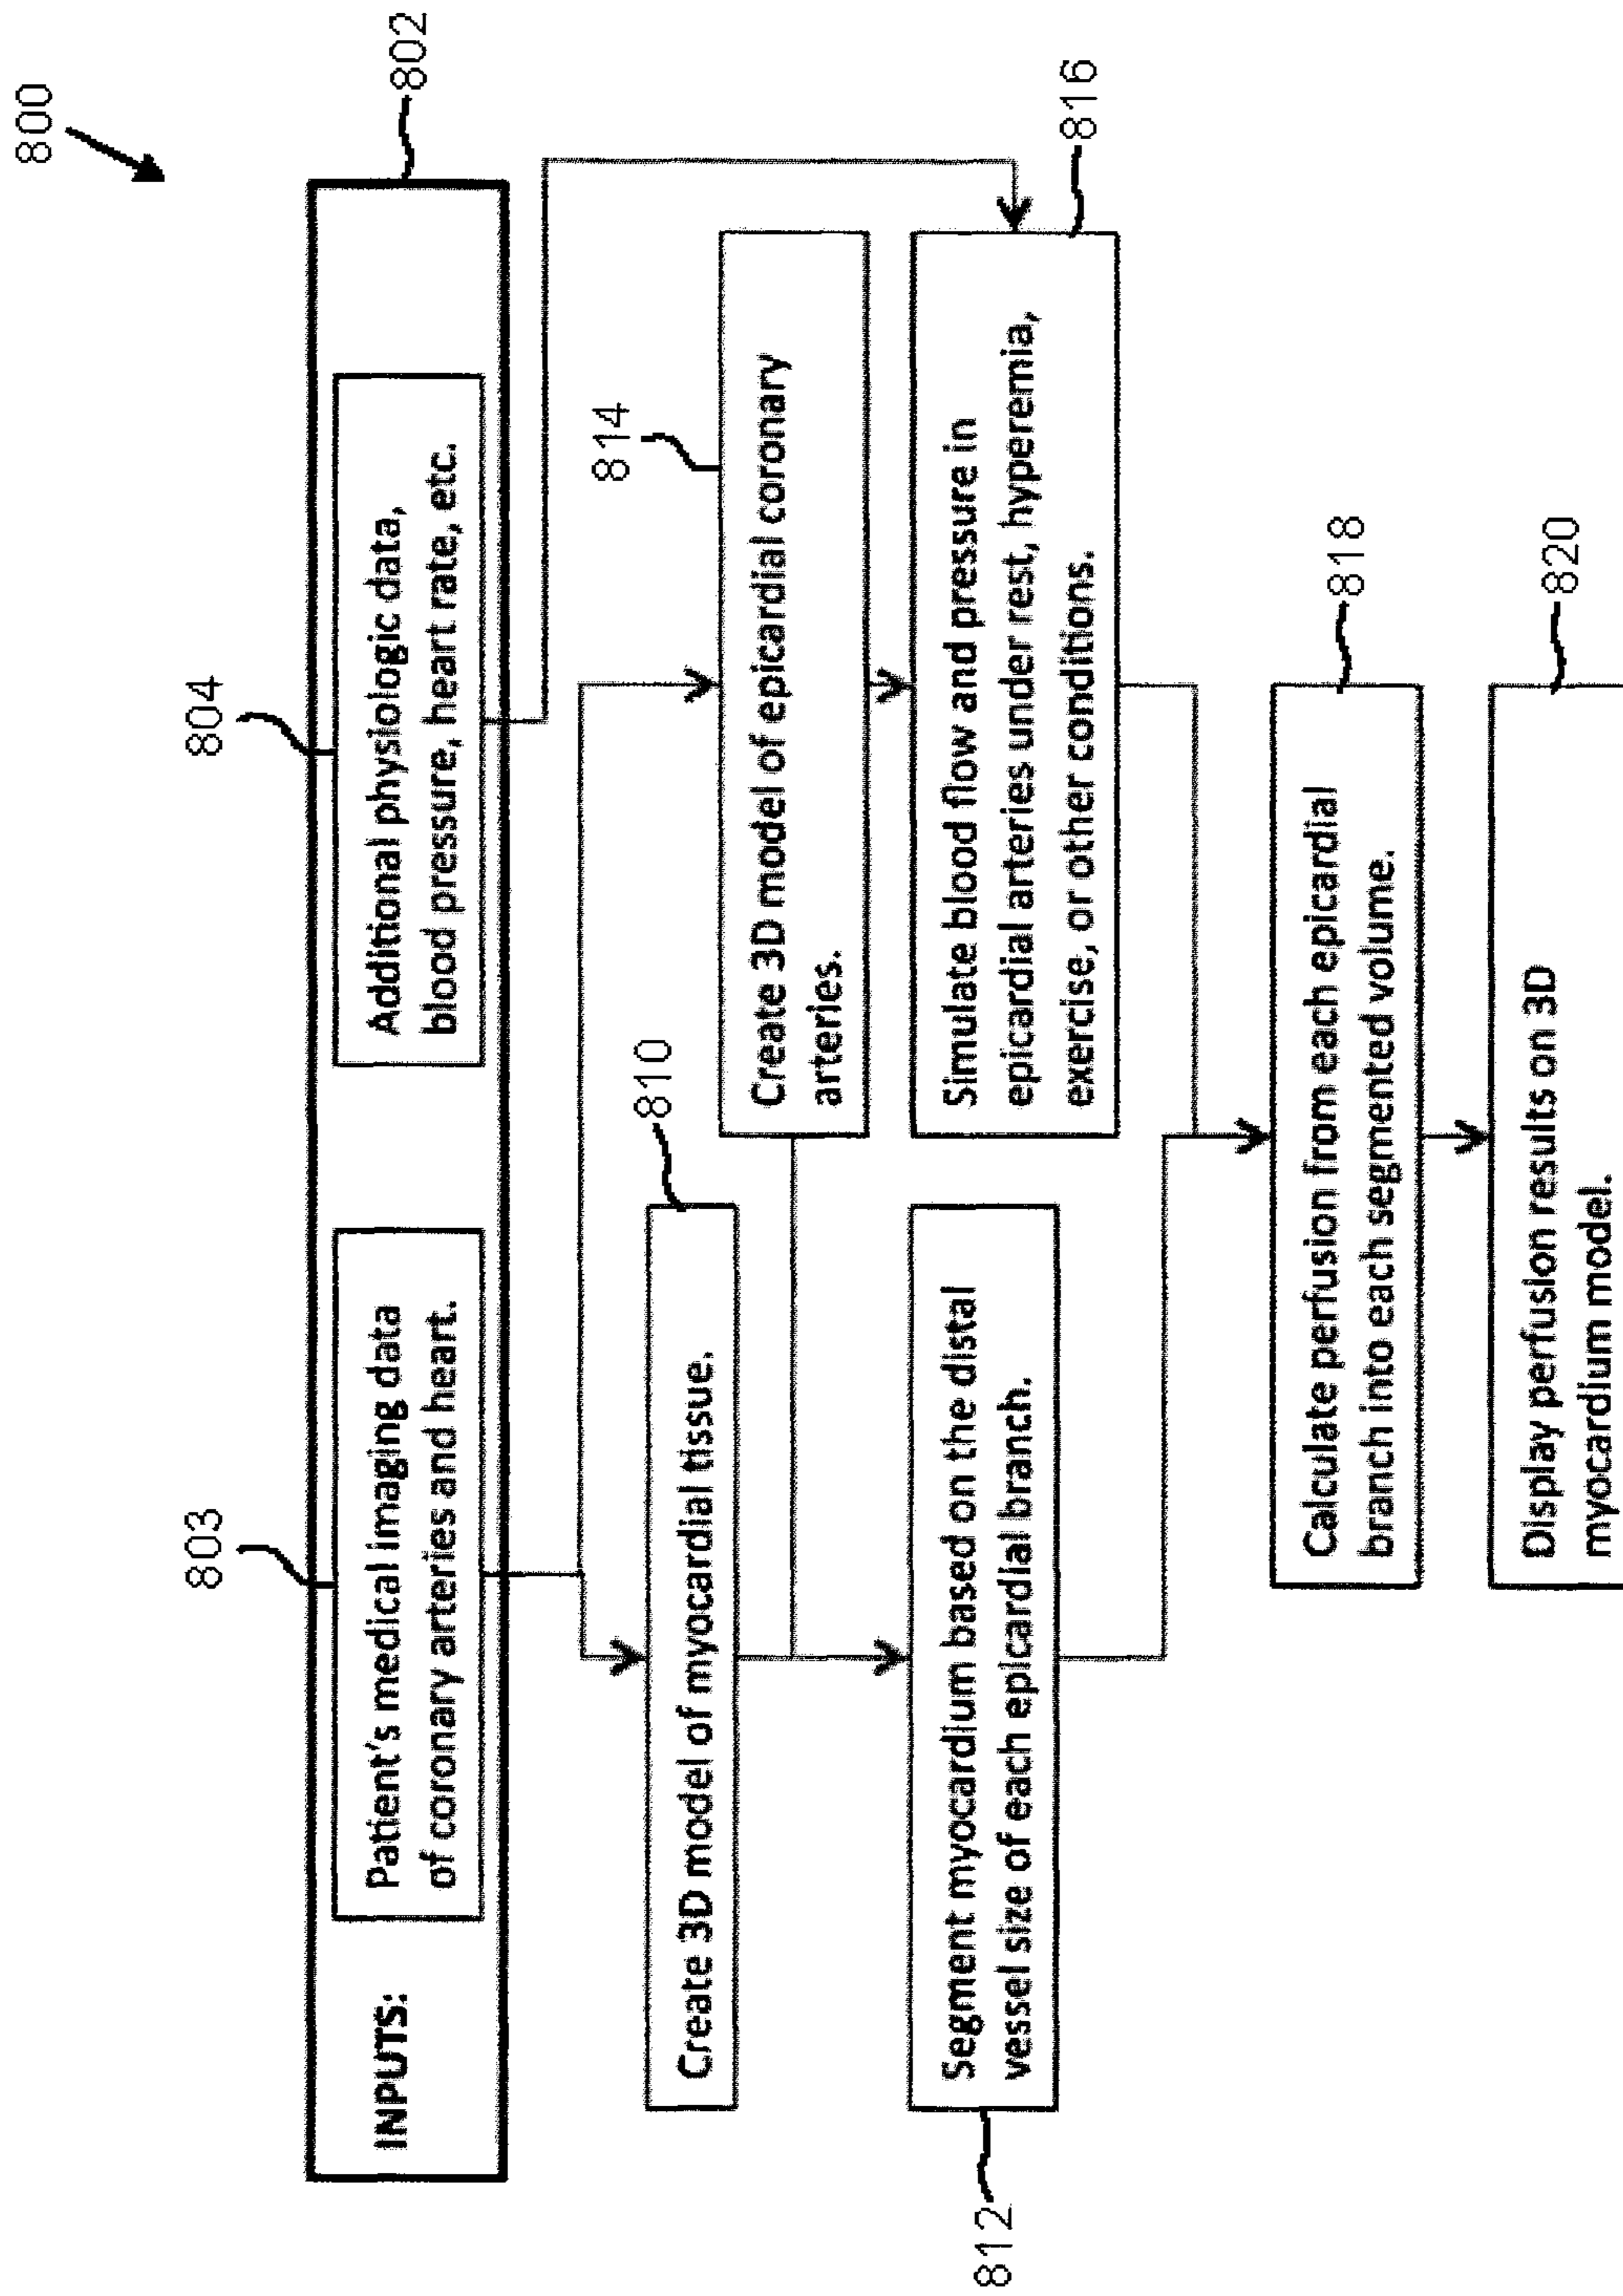 800
802
803
804
INPUTS:
Patient's medical imaging data
of coronary arteries and heart.
Additional physiologic data,
blood pressure, heart rate, etc.
810
Create 3D model of myocardial tissue.
814
Create 3D model of epicardial coronary
arteries.
812
Segment myocardium based on the distal
vessel size of each epicardial branch.
816
Simulate blood flow and pressure in
epicardial arteries under rest, hyperemia,
exercise, or other conditions.
818
Calculate perfusion from each epicardial
branch into each segmented volume.
820
Display perfusion results on 3D
myocardium model.